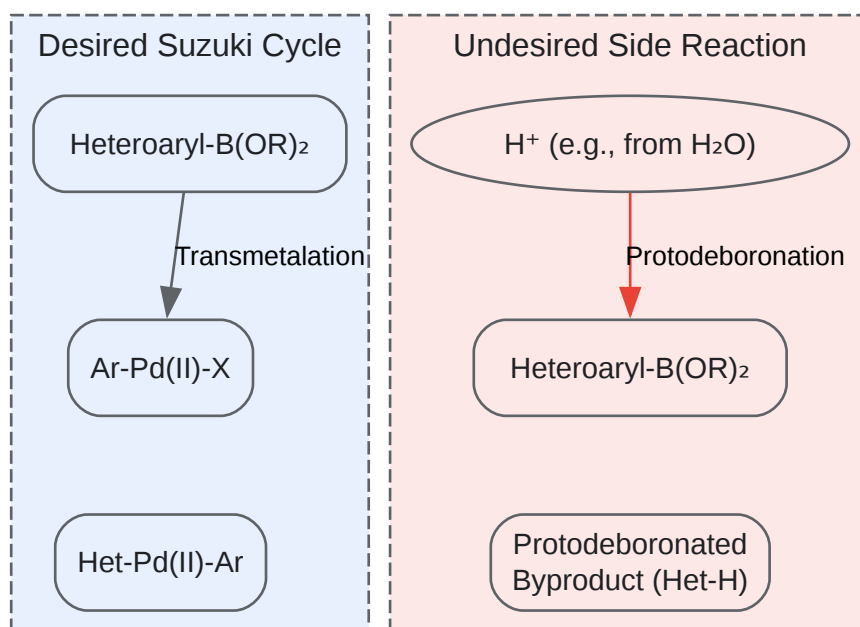 Desired Suzuki Cycle
Heteroaryl-B(OR)₂
Transmetalation
Ar-Pd(II)-X
Het-Pd(II)-Ar
Undesired Side Reaction
H⁺ (e.g., from H₂O)
Protodeboronation
Heteroaryl-B(OR)₂
Protodeboronated
Byproduct (Het-H)